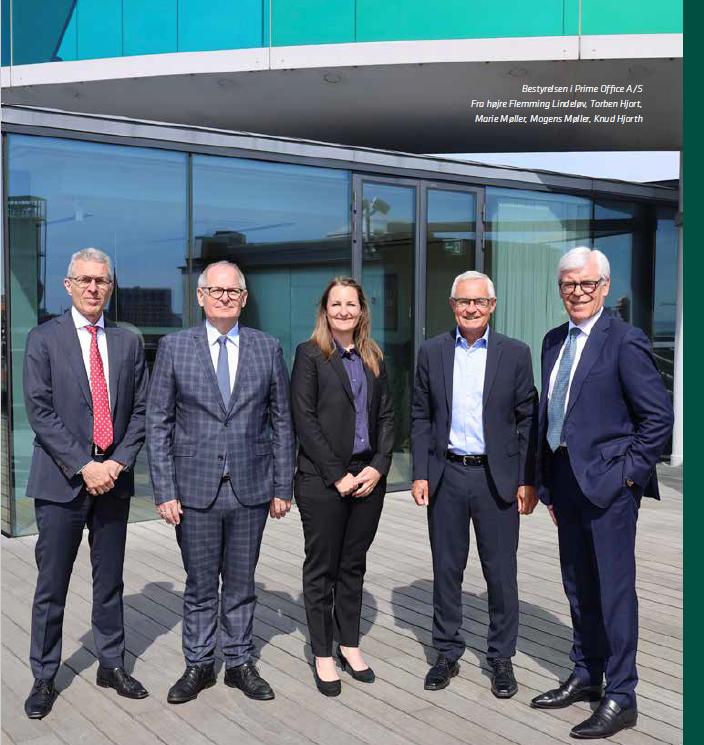 Bestyrelsen i Prime Office A/S
Fra højre Flemming Lindeløv, Torben Hjort,
Marie Møller, Mogens Møller, Knud Hjorth